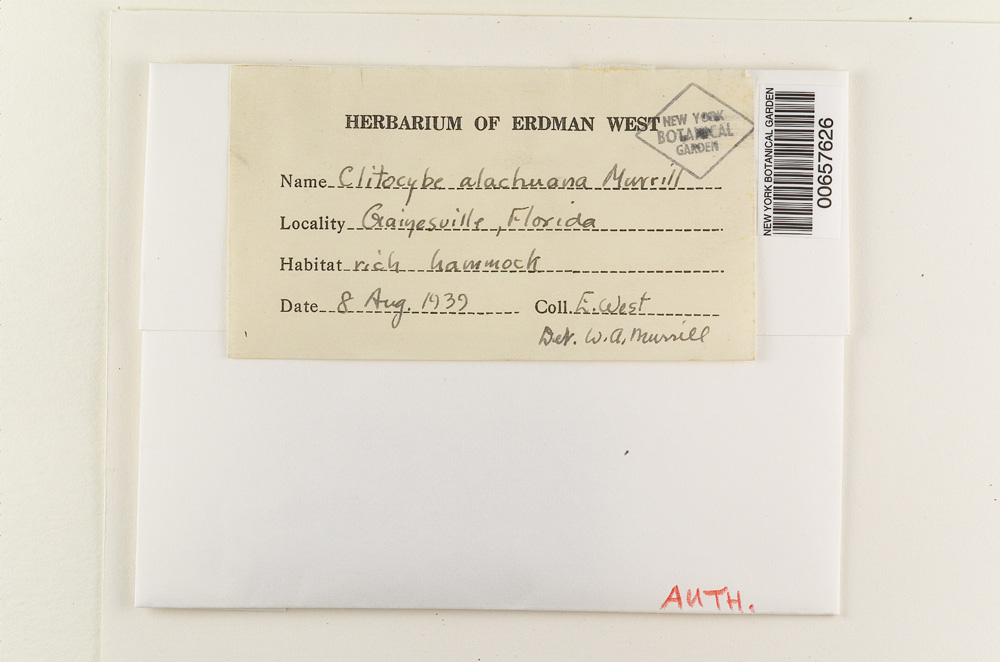 HERBARIUM OF ERDMAN WEST
NEW YORK
BOTANICAL
GARDEN
Name Clitocybe alachuana Murrill
Locality Gainesville, Florida
Habitat rich hammock
Date 8 Aug. 1939 Coll. E. West
Det. W. A. Murrill
NEW YORK BOTANICAL GARDEN
00657626
AUTH.